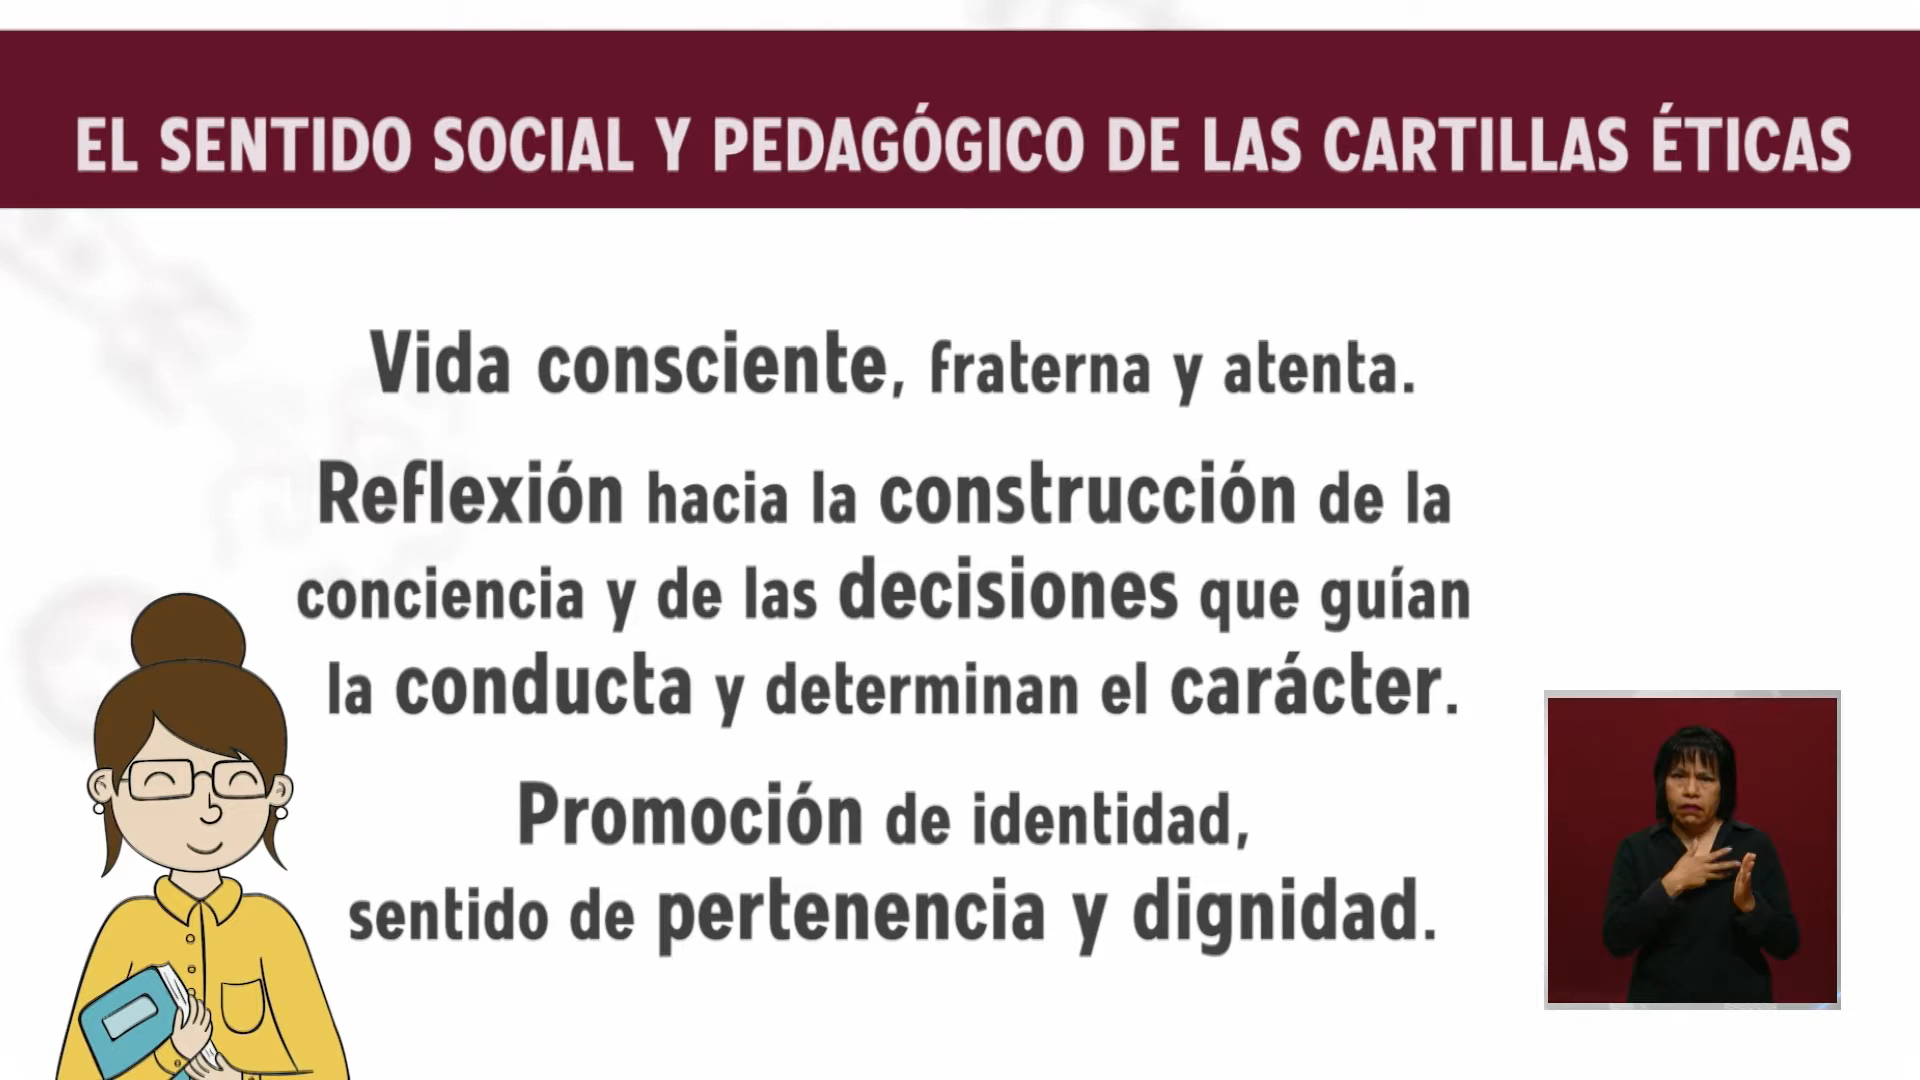 EL SENTIDO SOCIAL Y PEDAGÓGICO DE LAS CARTILLAS ÉTICAS
Vida consciente, fraterna y atenta.
Reflexión hacia la construcción de la
conciencia y de las decisiones que guían
la conducta y determinan el carácter.
Promoción de identidad,
sentido de pertenencia y dignidad.